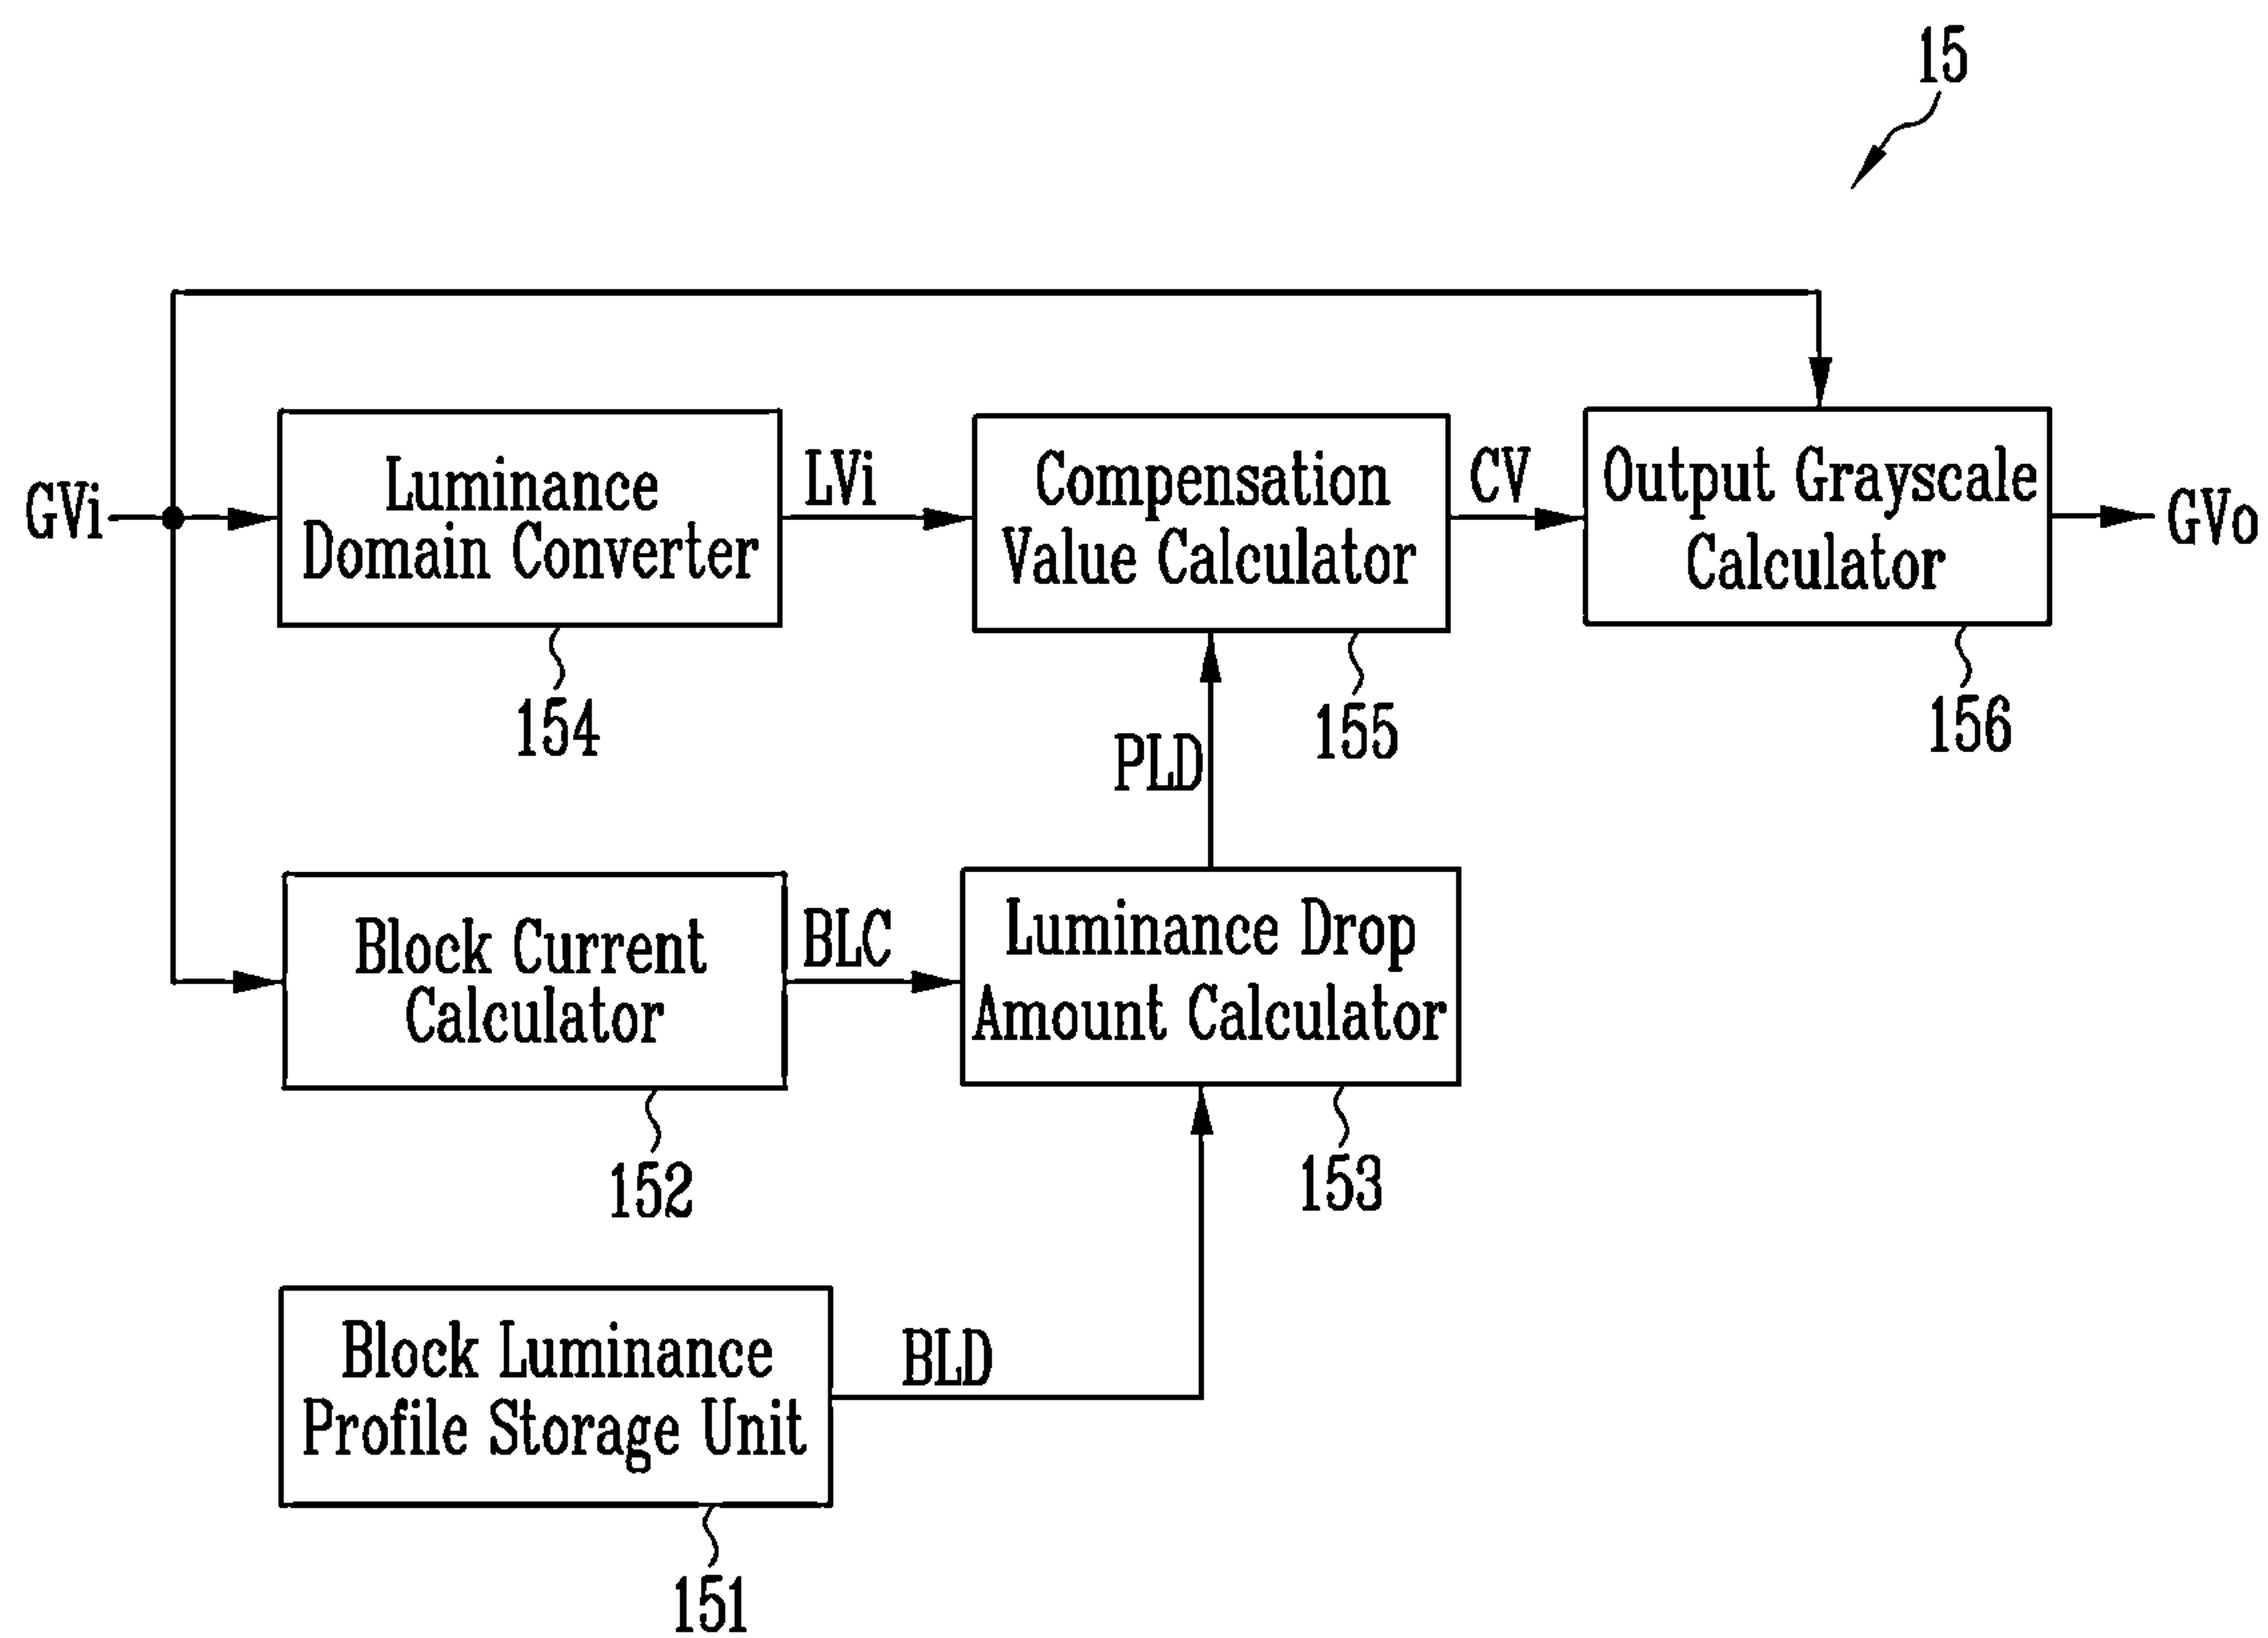 15
GVi
Luminance
Domain Converter
154
LVi
Compensation
Value Calculator
155
CV
Output Grayscale
Calculator
156
GVo
PLD
Block Current
Calculator
152
BLC
Luminance Drop
Amount Calculator
153
Block Luminance
Profile Storage Unit
151
BLD